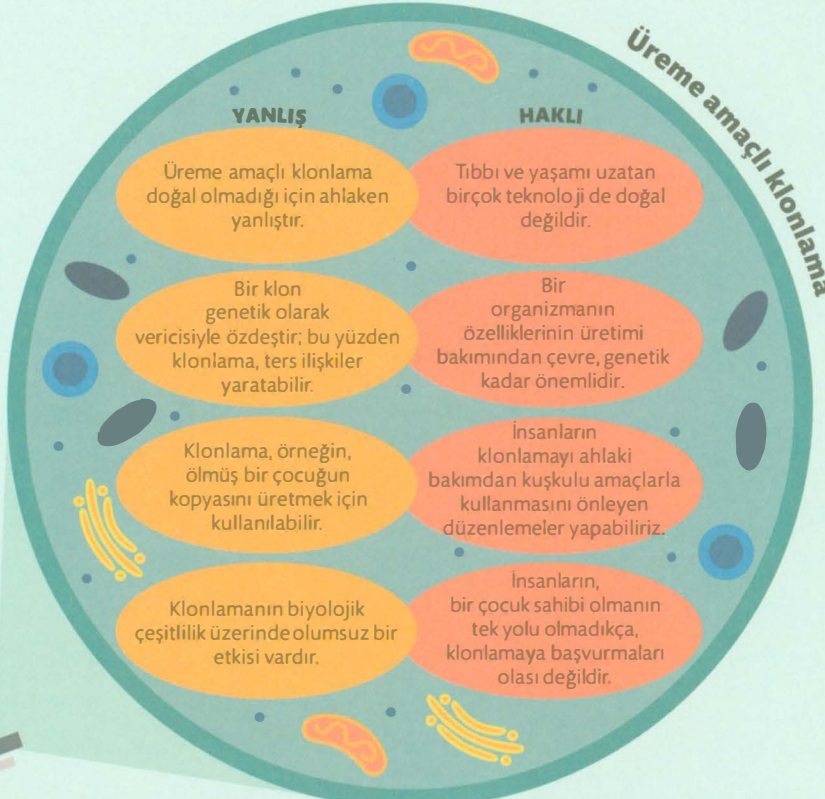 Üreme amaçlı klonlama
YANLIŞ
HAKLI
Üreme amaçlı klonlama
doğal olmadığı için ahlaken
yanlıştır.
Tıbbı ve yaşamı uzatan
birçok teknoloji de doğal
değildir.
Bir klon
genetik olarak
vericisiyle özdeştir; bu yüzden
klonlama, ters ilişkiler
yaratabilir.
Bir
organizmanın
özelliklerinin üretimi
bakımından çevre, genetik
kadar önemlidir.
Klonlama, örneğin,
ölmüş bir çocuğun
kopyasını üretmek için
kullanılabilir.
İnsanların
klonlamayı ahlaki
bakımdan kuşkulu amaçlarla
kullanmasını önleyen
düzenlemeler yapabiliriz.
Klonlamanın biyolojik
çeşitlilik üzerinde olumsuz bir
etkisi vardır.
İnsanların,
bir çocuk sahibi olmanın
tek yolu olmadıkça,
klonlamaya başvurmaları
olası değildir.